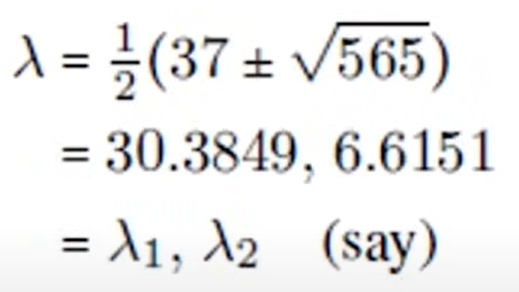 λ = 1/2 (37 ± √565)
= 30.3849, 6.6151
= λ₁, λ₂ (say)